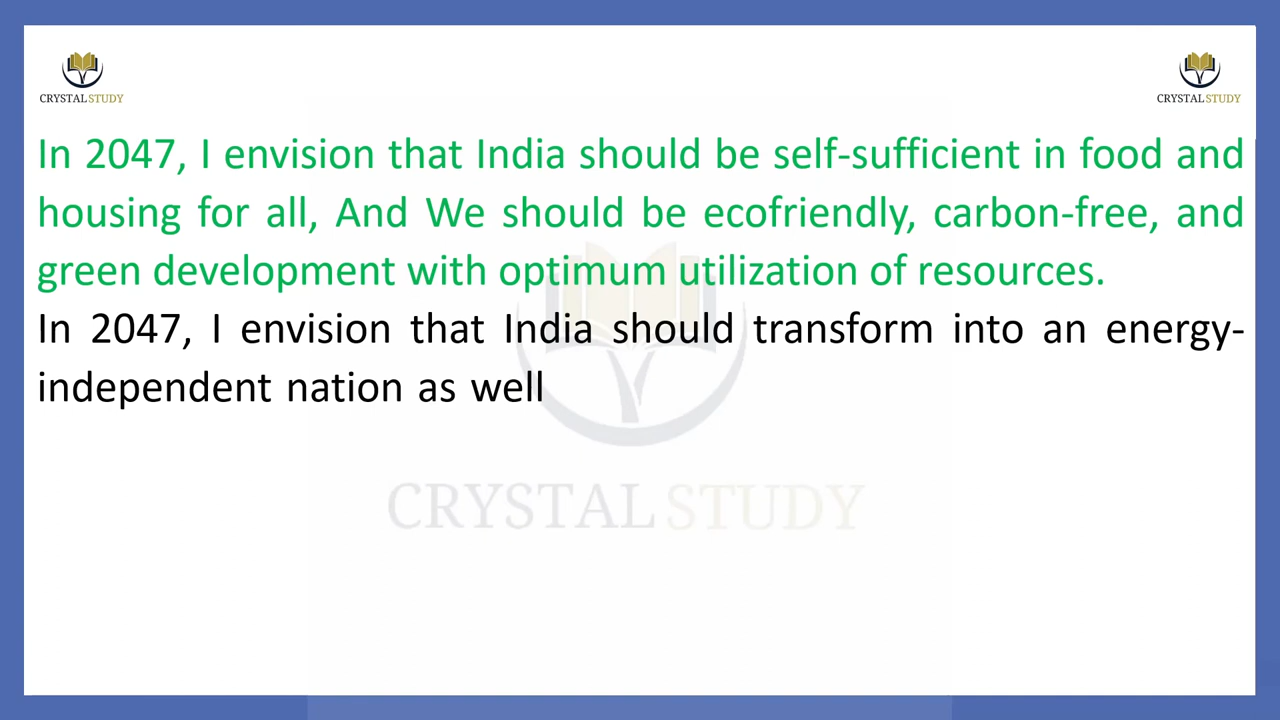 CRYSTAL STUDY
CRYSTAL STUDY
In 2047, I envision that India should be self-sufficient in food and
housing for all, And We should be ecofriendly, carbon-free, and
green development with optimum utilization of resources.
In 2047, I envision that India should transform into an energy-
independent nation as well
CRYSTAL STUDY